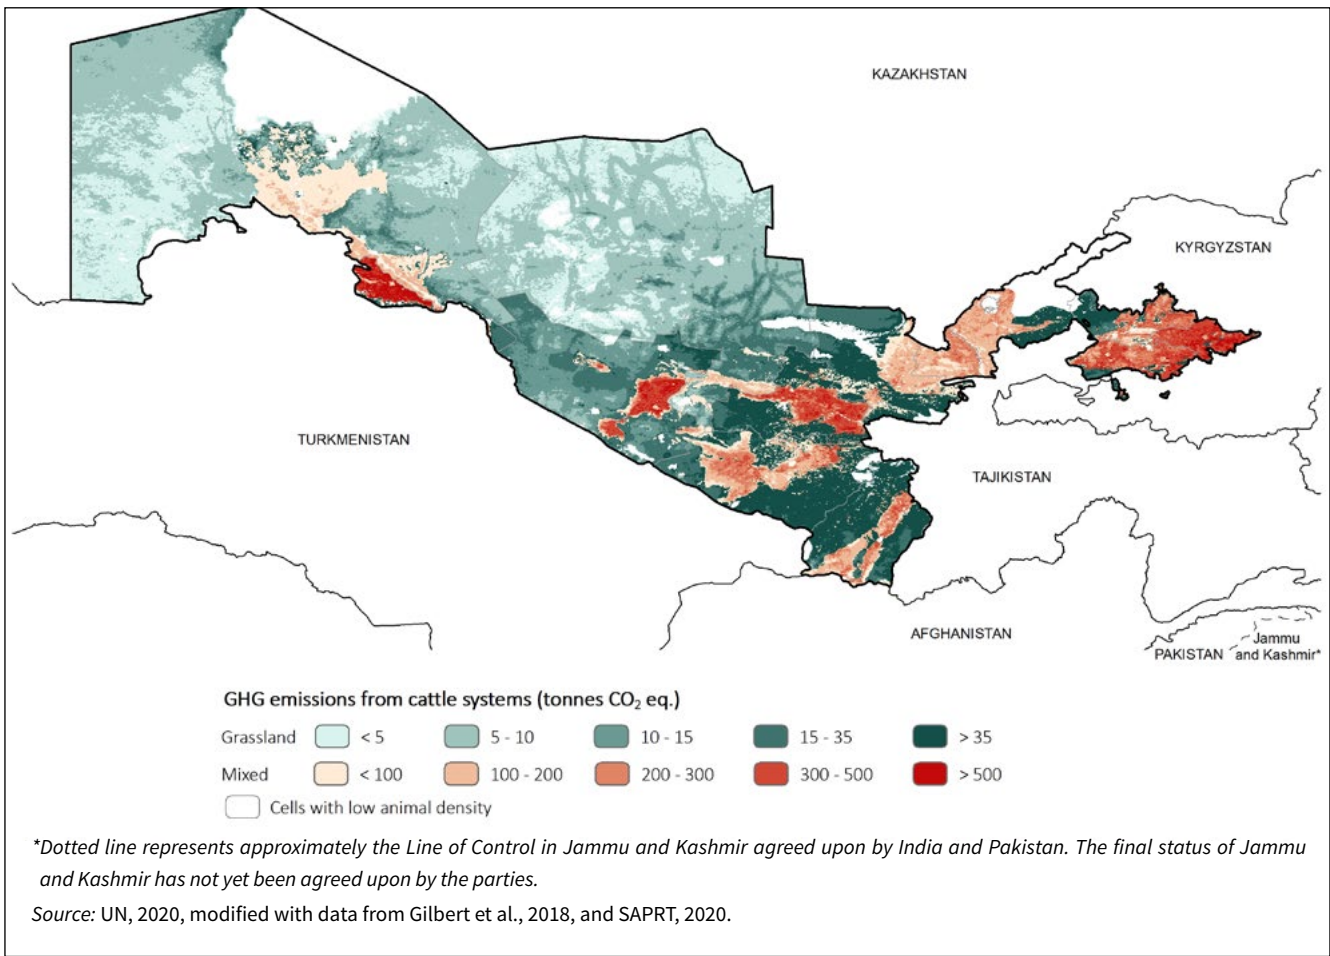 KAZAKHSTAN
KYRGYZSTAN
TURKMENISTAN
TAJIKISTAN
AFGHANISTAN
PAKISTAN
Jammu
and Kashmir*
GHG emissions from cattle systems (tonnes CO₂ eq.)
Grassland < 5 5 - 10 10 - 15 15 - 35 > 35
Mixed < 100 100 - 200 200 - 300 300 - 500 > 500
Cells with low animal density
*Dotted line represents approximately the Line of Control in Jammu and Kashmir agreed upon by India and Pakistan. The final status of Jammu
and Kashmir has not yet been agreed upon by the parties.
Source: UN, 2020, modified with data from Gilbert et al., 2018, and SAPRT, 2020.